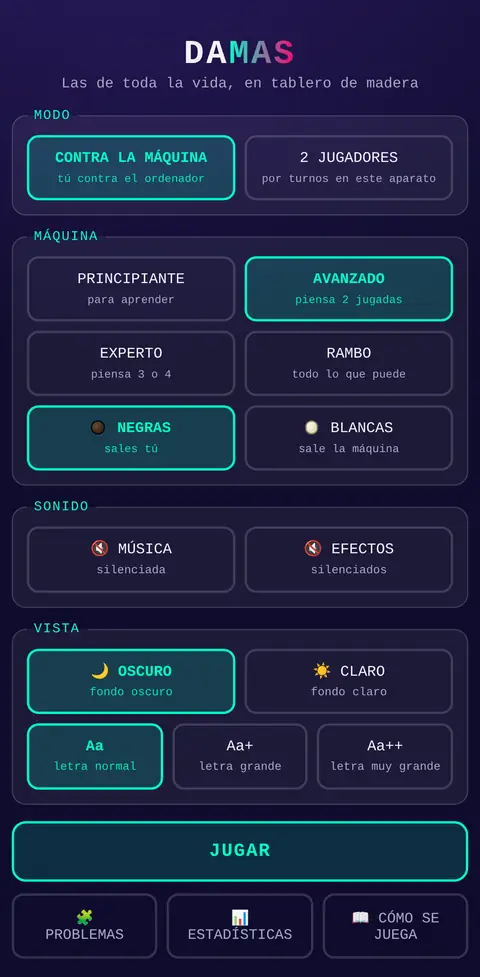 DAMAS
Las de toda la vida, en tablero de madera
MODO
CONTRA LA MÁQUINA
tú contra el ordenador
2 JUGADORES
por turnos en este aparato
MÁQUINA
PRINCIPIANTE
para aprender
AVANZADO
piensa 2 jugadas
EXPERTO
piensa 3 o 4
RAMBO
todo lo que puede
NEGRAS
sales tú
BLANCAS
sale la máquina
SONIDO
MÚSICA
silenciada
EFECTOS
silenciados
VISTA
OSCURO
fondo oscuro
CLARO
fondo claro
Aa
letra normal
Aa+
letra grande
Aa++
letra muy grande
JUGAR
PROBLEMAS
ESTADÍSTICAS
CÓMO SE
JUEGA